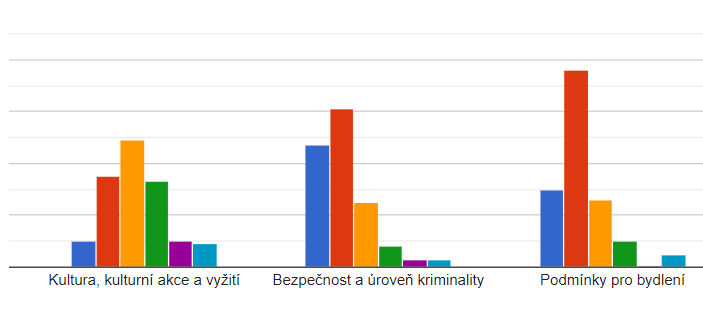 Kultura, kulturní akce a vyžití
Bezpečnost a úroveň kriminality
Podmínky pro bydlení